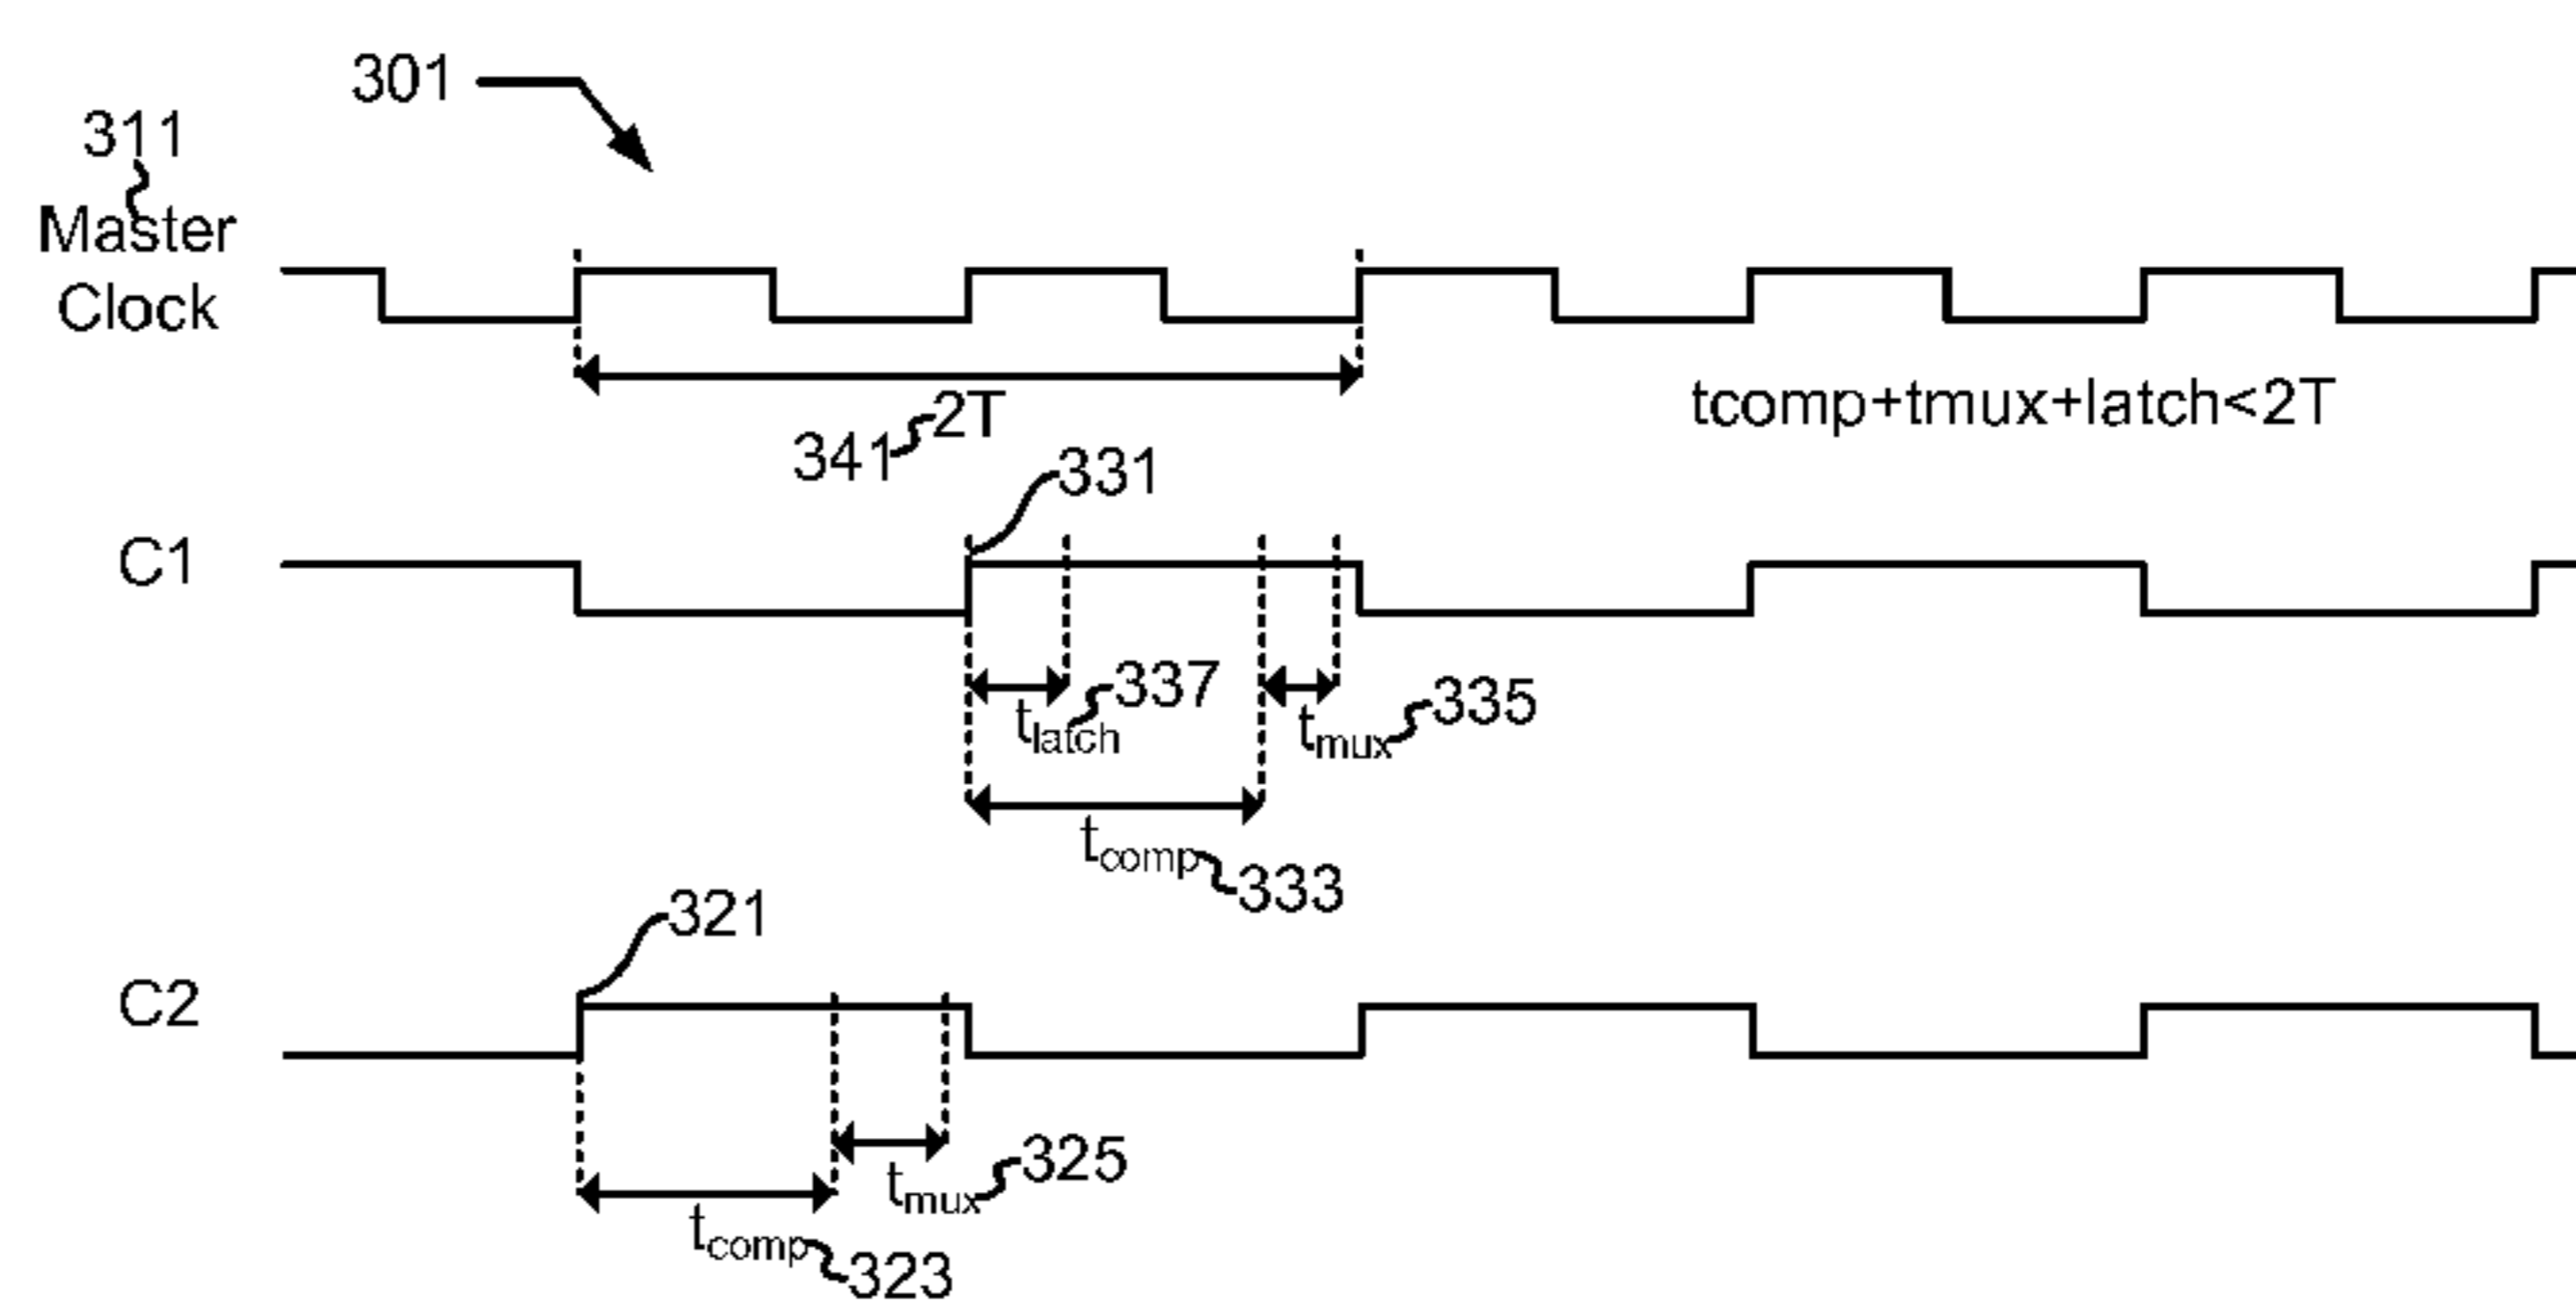 301
311
Master
Clock
2T
341
tcomp+tmux+latch<2T
331
C1
337
tlatch
335
tmux
tcomp
333
321
C2
325
tmux
tcomp
323